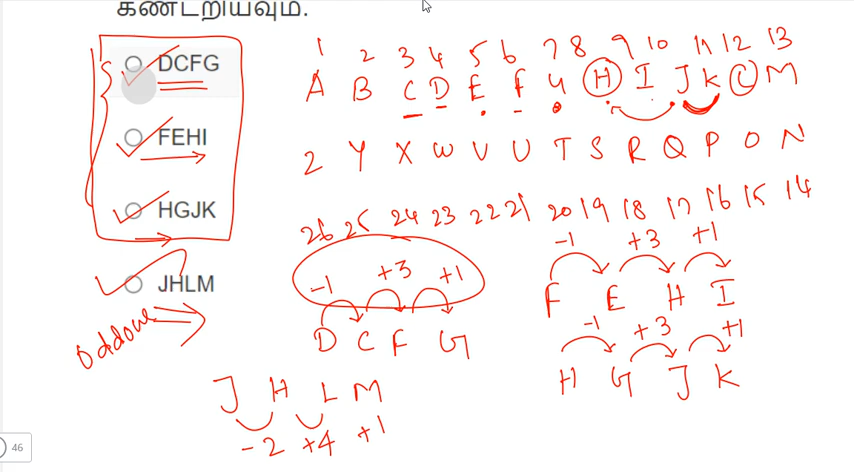 கண்டறியவும்.
DCFG
FEHI
HGJK
JHLM
46
1 2 3 4 5 6 7 8 9 10 11 12 13
A B C D E F G H I J K L M
Z Y X W V U T S R Q P O N
26 25 24 23 22 21 20 19 18 17 16 15 14
-1 +3 +1
D C F G
-1 +3 +1
F E H I
-1 +3 +1
H G J K
oddone
J H L M
-2 +4 +1